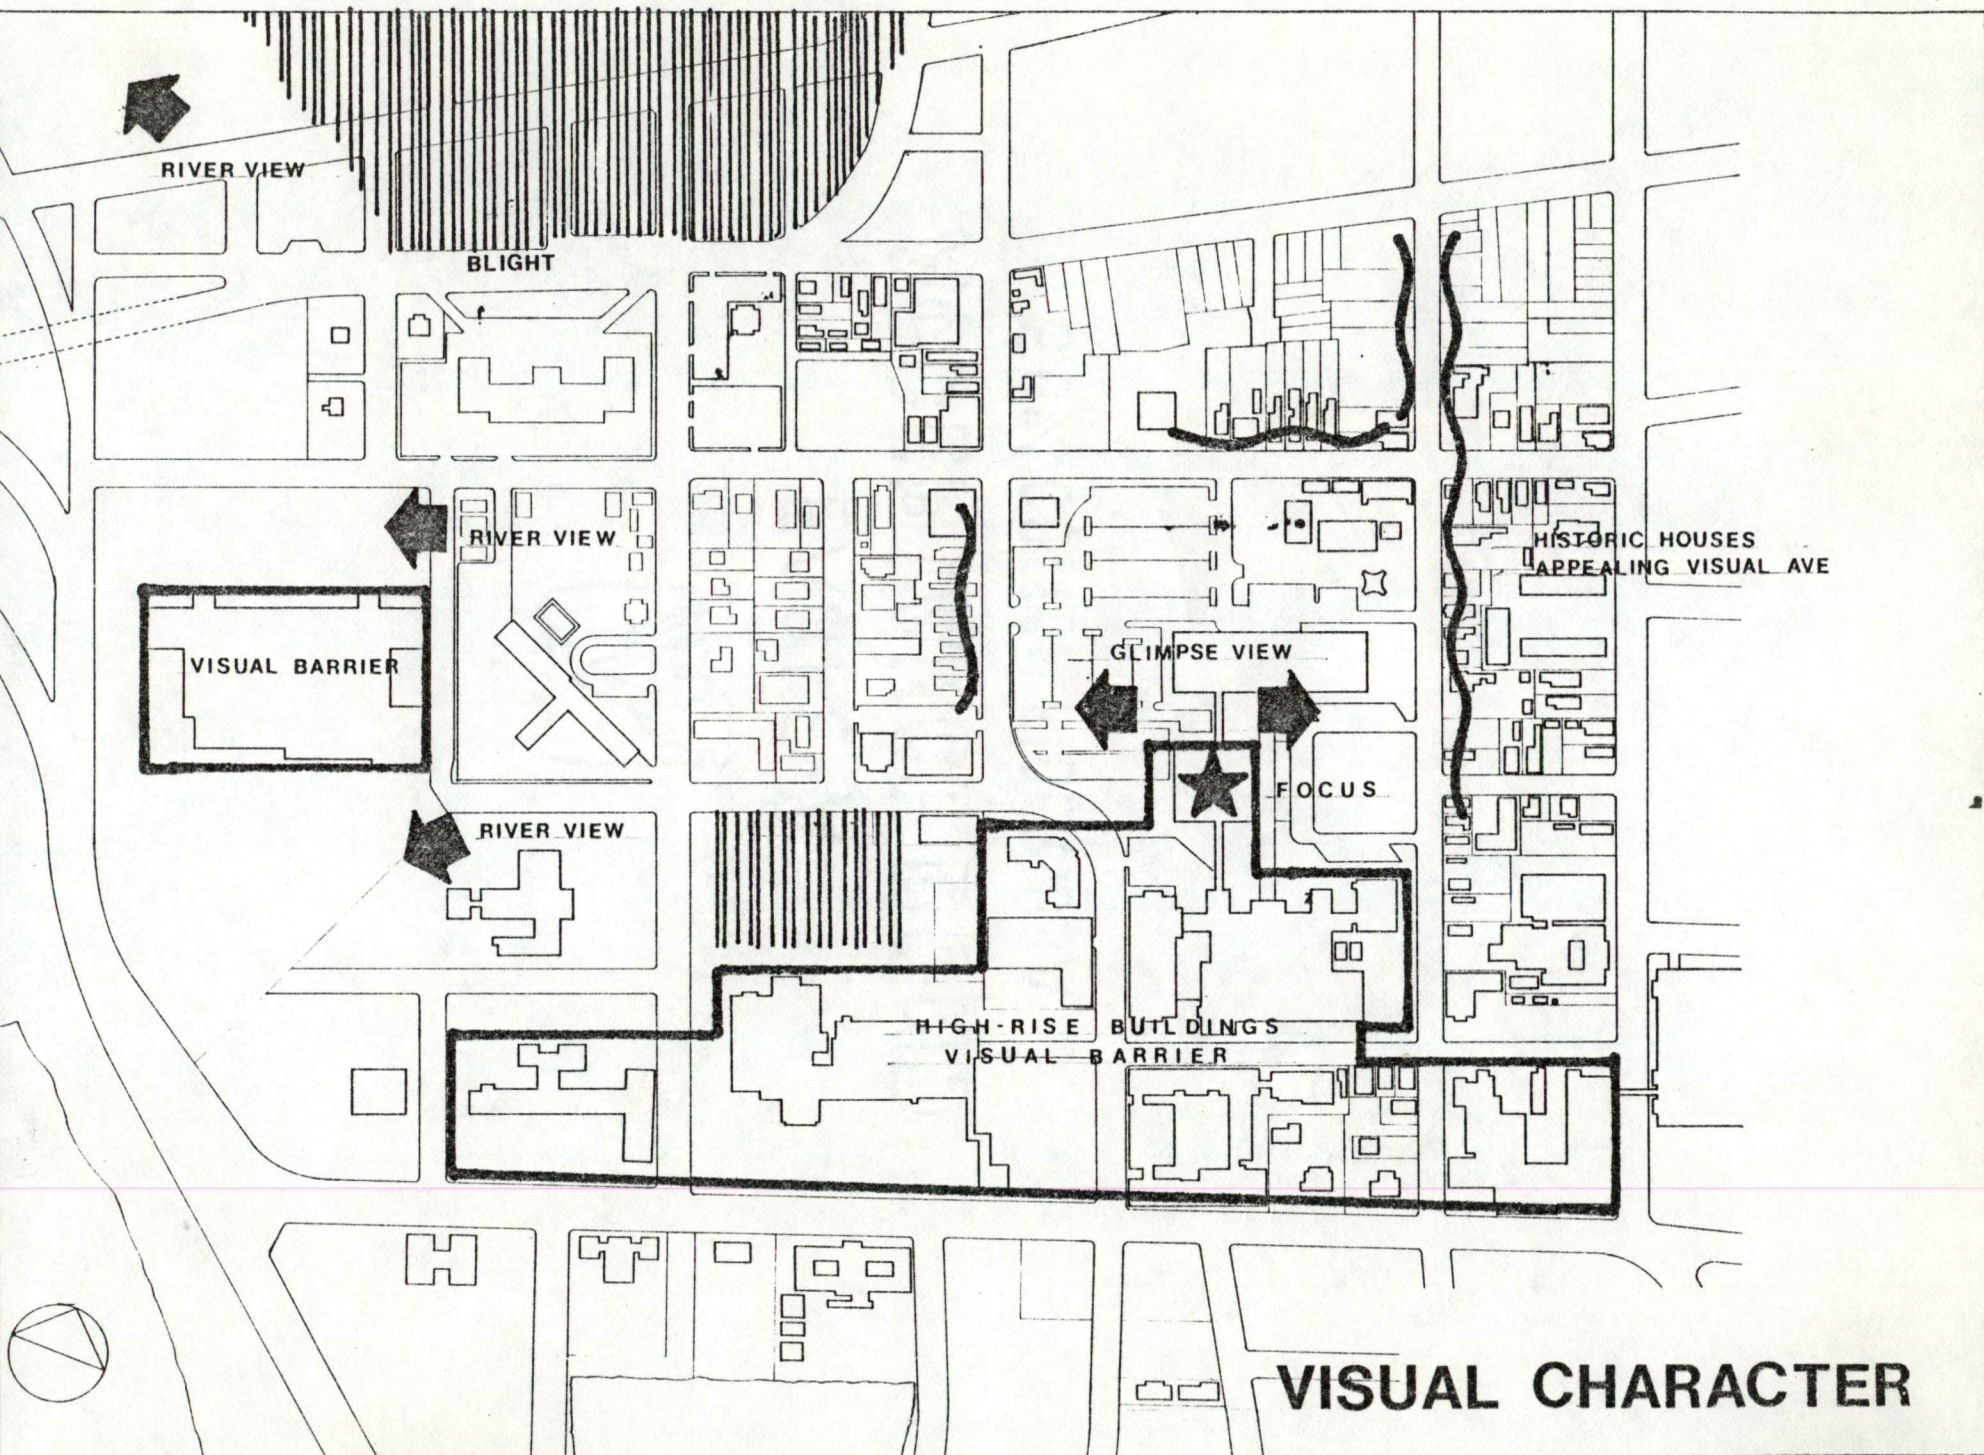 RIVER VIEW
BLIGHT
RIVER VIEW
HISTORIC HOUSES
APPEALING VISUAL AVE
VISUAL BARRIER
GLIMPSE VIEW
FOCUS
RIVER VIEW
HIGH-RISE BUILDINGS
VISUAL BARRIER
VISUAL CHARACTER